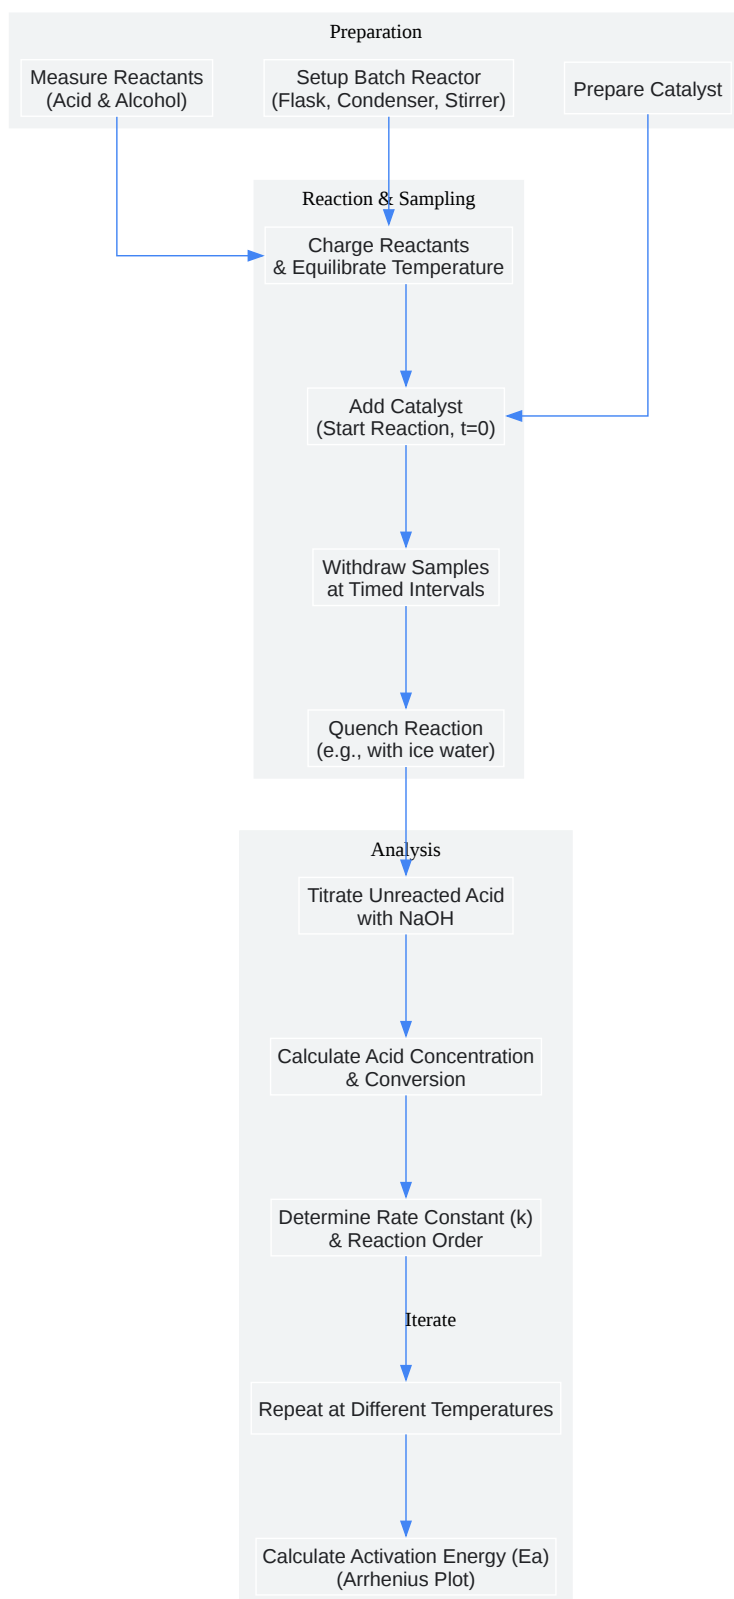 Preparation
Measure Reactants
(Acid & Alcohol)
Setup Batch Reactor
(Flask, Condenser, Stirrer)
Prepare Catalyst
Reaction & Sampling
Charge Reactants
& Equilibrate Temperature
Add Catalyst
(Start Reaction, t=0)
Withdraw Samples
at Timed Intervals
Quench Reaction
(e.g., with ice water)
Analysis
Titrate Unreacted Acid
with NaOH
Calculate Acid Concentration
& Conversion
Determine Rate Constant (k)
& Reaction Order
Iterate
Repeat at Different Temperatures
Calculate Activation Energy (Ea)
(Arrhenius Plot)